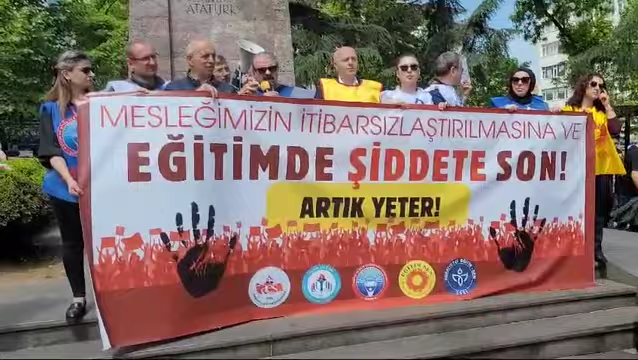 ATATÜRK
MESLEĞİMİZİN İTİBARSIZLAŞTIRILMASINA VE
EĞİTİMDE ŞİDDETE SON!
ARTIK YETER!